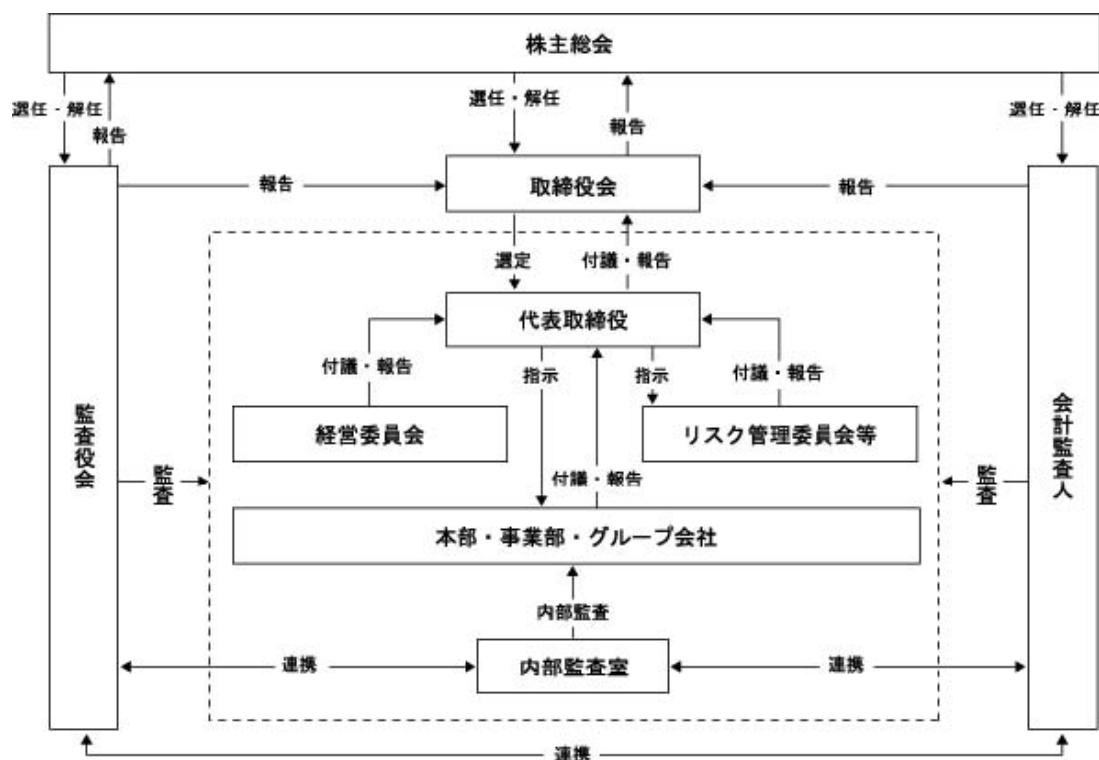 株主総会
選任・解任
報告
選任・解任
報告
選任・解任
報告
取締役会
報告
選定
付議・報告
代表取締役
付議・報告
指示
指示
付議・報告
経営委員会
リスク管理委員会等
監査役会
会計監査人
監査
付議・報告
監査
本部・事業部・グループ会社
内部監査
連携
内部監査室
連携
連携